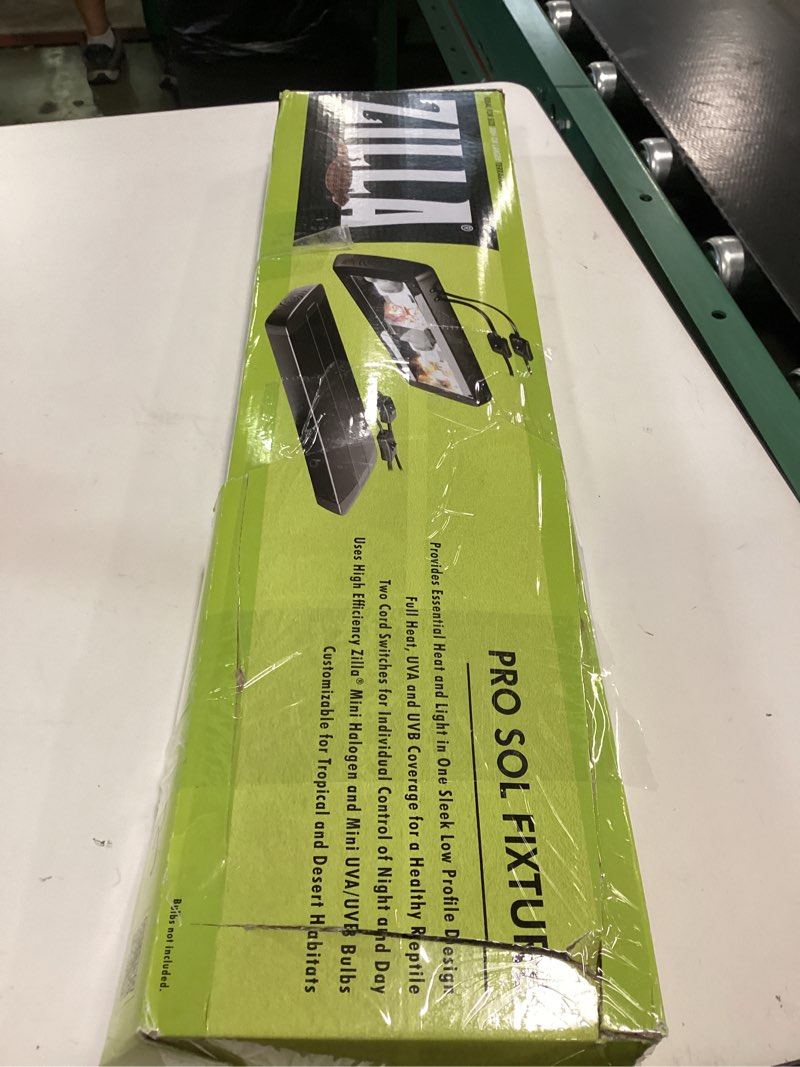 ZILLA®
PRO SOL FIXTURE
Provides Essential Heat and Light in One Sleek Low Profile Design
Full Heat, UVA and UVB Coverage for a Healthy Reptile
Two Cord Switches for Individual Control of Night and Day
Uses High Efficiency Zilla® Mini Halogen and Mini UVA/UVB Bulbs
Customizable for Tropical and Desert Habitats
Bulbs not included.